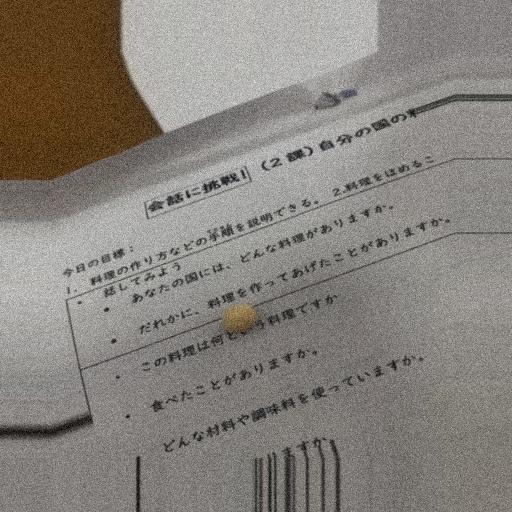 会話に挑戦! (2課)自分の国の
今日の目標:
1. 料理の作り方などの手順を説明できる。 2.料理をほめるこ
・ 話してみよう
・ あなたの国には、どんな料理がありますか。
・ だれかに、料理を作ってあげたことがありますか。
・ この料理は何という料理ですか
・ 食べたことがありますか。
どんな材料や調味料を使っていますか。
ますか。